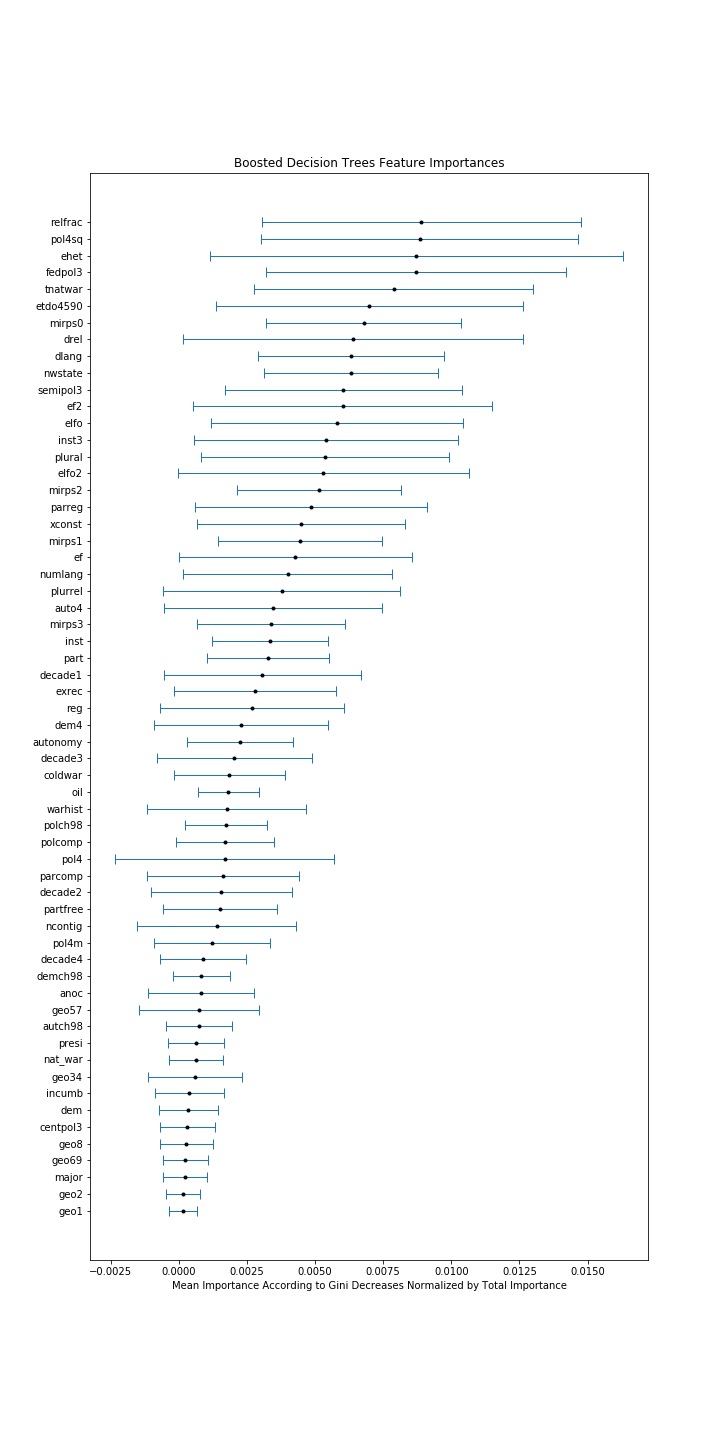 Boosted Decision Trees Feature Importances
relfrac
pol4sq
ehet
fedpol3
tnatwar
etdo4590
mirps0
drel
dlang
nwstate
semipol3
ef2
elfo
inst3
plural
elfo2
mirps2
parreg
xconst
mirps1
ef
numlang
plurrel
auto4
mirps3
inst
part
decade1
exrec
reg
dem4
autonomy
decade3
coldwar
oil
warhist
polch98
polcomp
pol4
parcomp
decade2
partfree
ncontig
pol4m
decade4
demch98
anoc
geo57
autch98
presi
nat_war
geo34
incumb
dem
centpol3
geo8
geo69
major
geo2
geo1
−0.0025 0.0000 0.0025 0.0050 0.0075 0.0100 0.0125 0.0150
Mean Importance According to Gini Decreases Normalized by Total Importance